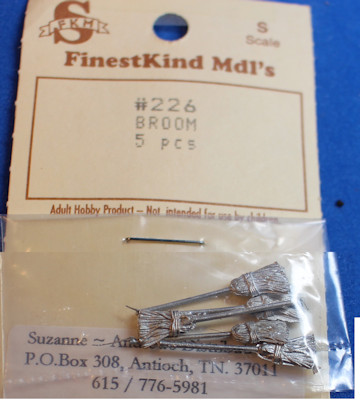 S
FKM
S
Scale
FinestKind Mdl's
#226
BROOM
5 pcs
Adult Hobby Product -- Not intended for use by children.
Suzanne ~
P.O.Box 308, Antioch, TN. 37011
615 / 776-5981